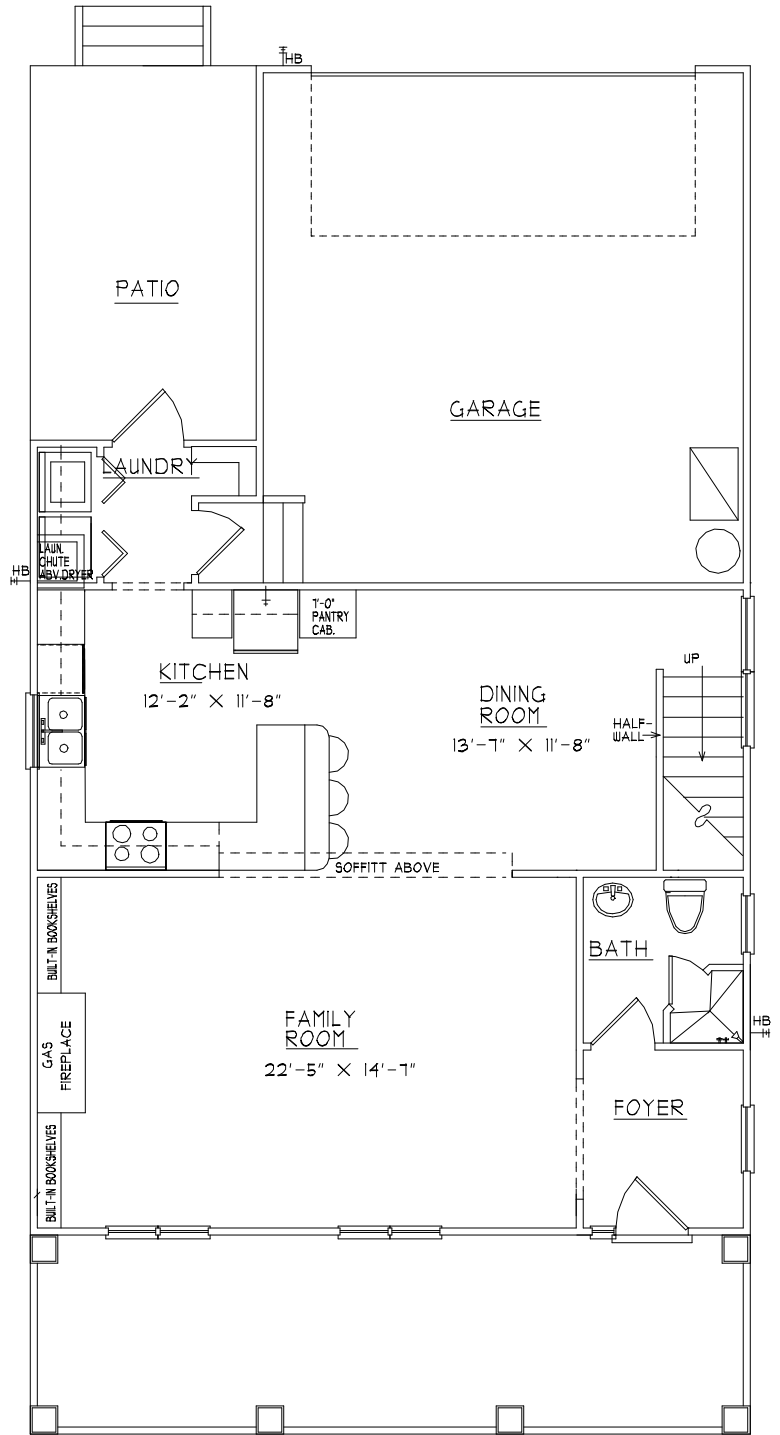 HB
PATIO
GARAGE
LAUNDRY
LAUN.
CHUTE
ABV.DRYER
HB
7'-0"
PANTRY
CAB.
KITCHEN
12'-2" X 11'-8"
UP
DINING
ROOM
13'-7" X 11'-8"
HALF-
WALL
SOFFITT ABOVE
BUILT-IN BOOKSHELVES
BATH
FAMILY
ROOM
22'-5" X 14'-7"
GAS
FIREPLACE
HB
FOYER
BUILT-IN BOOKSHELVES